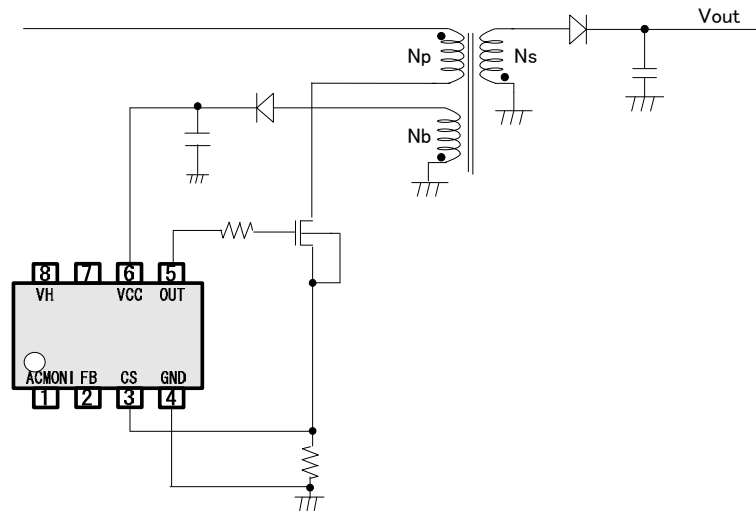 Vout
Np Ns
Nb
8 7 6 5
VH VCC OUT
ACMONI FB CS GND
1 2 3 4